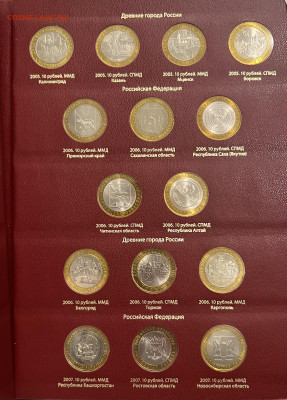 Древние города России
2005. 10 рублей. ММД
Калининград
2005. 10 рублей. СПМД
Казань
2005. 10 рублей. ММД
Мценск
2005. 10 рублей. СПМД
Боровск
Российская Федерация
2006. 10 рублей. ММД
Приморский край
2006. 10 рублей. ММД
Сахалинская область
2006. 10 рублей. СПМД
Республика Саха (Якутия)
2006. 10 рублей. СПМД
Читинская область
2006. 10 рублей. СПМД
Республика Алтай
Древние города России
2006. 10 рублей. ММД
Белгород
2006. 10 рублей. СПМД
Торжок
2006. 10 рублей. ММД
Каргополь
Российская Федерация
2007. 10 рублей. ММД
Республика Башкортостан
2007. 10 рублей. СПМД
Ростовская область
2007. 10 рублей. ММД
Новосибирская область